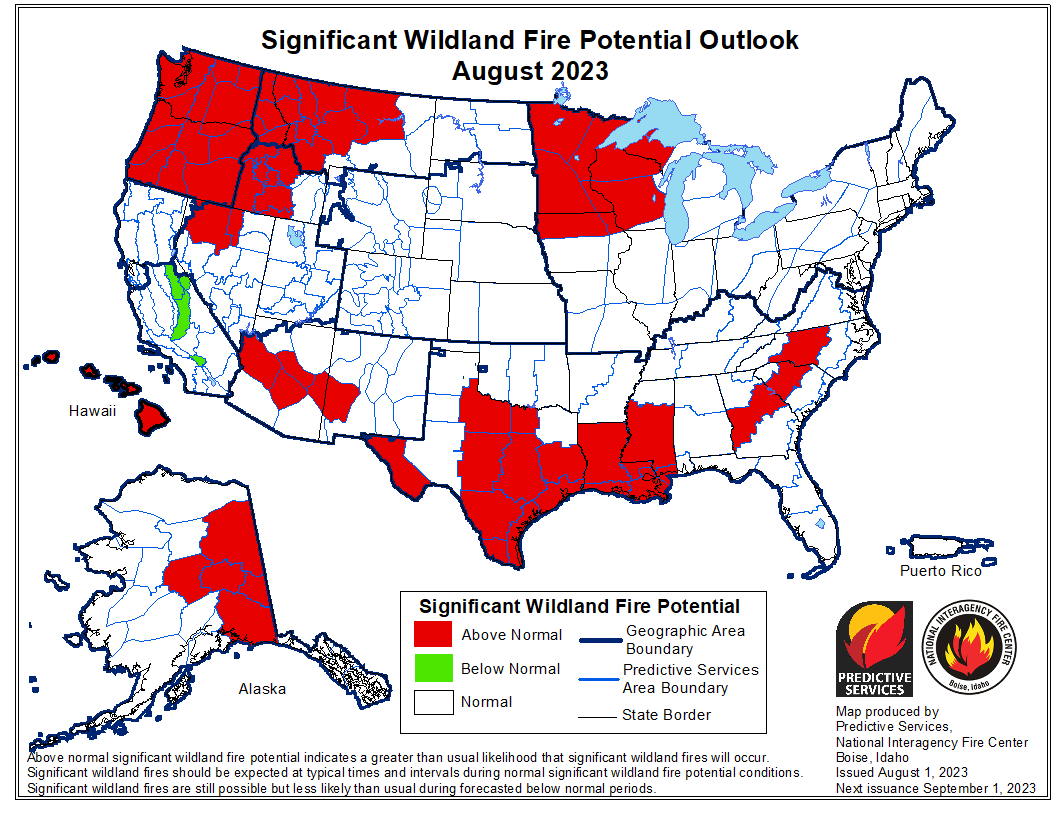 Significant Wildland Fire Potential Outlook
August 2023
Hawaii
Alaska
Puerto Rico
Significant Wildland Fire Potential
Above Normal
Below Normal
Normal
Geographic Area
Boundary
Predictive Services
Area Boundary
State Border
PREDICTIVE
SERVICES
NATIONAL INTERAGENCY FIRE CENTER
Boise, Idaho
Map produced by
Predictive Services,
National Interagency Fire Center
Boise, Idaho
Issued August 1, 2023
Next issuance September 1, 2023
Above normal significant wildland fire potential indicates a greater than usual likelihood that significant wildland fires will occur.
Significant wildland fires should be expected at typical times and intervals during normal significant wildland fire potential conditions.
Significant wildland fires are still possible but less likely than usual during forecasted below normal periods.